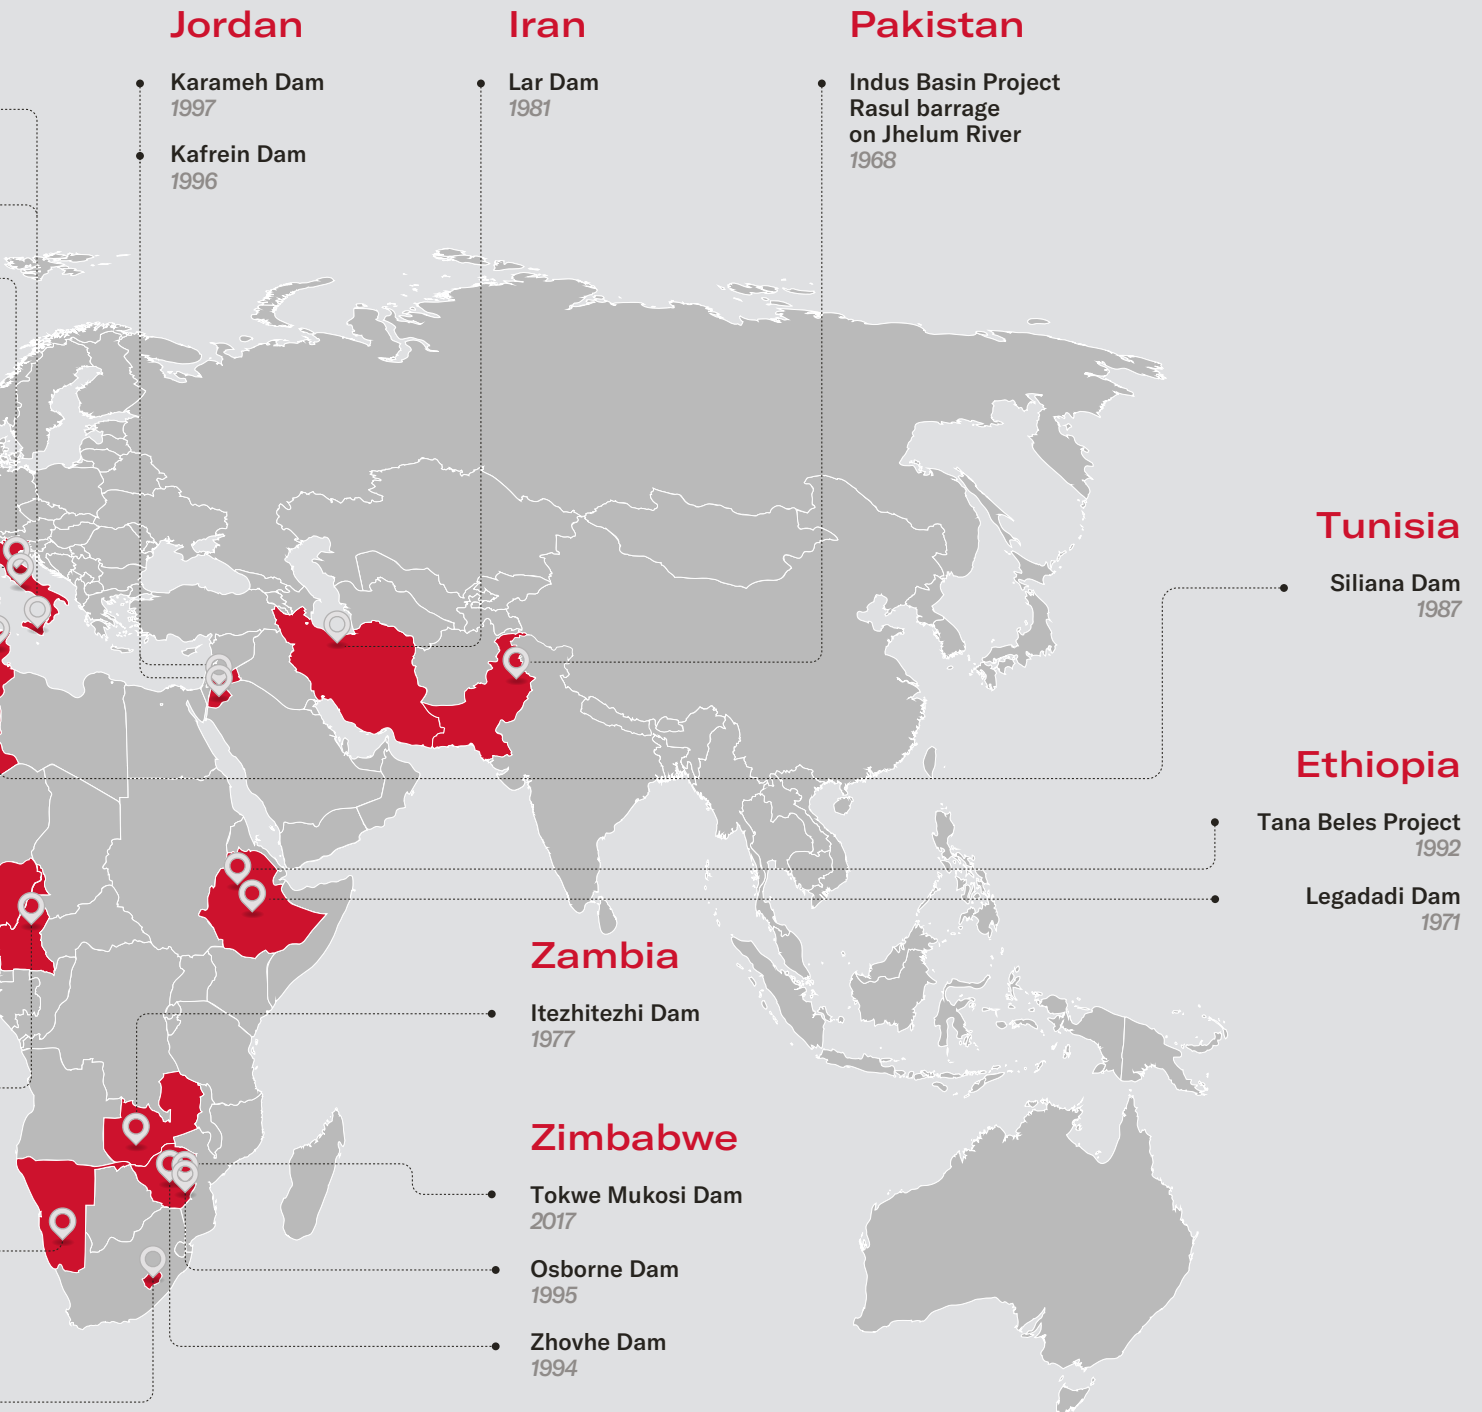 Jordan
Karameh Dam
1997
Kafrein Dam
1996
Iran
Lar Dam
1981
Pakistan
Indus Basin Project
Rasul barrage
on Jhelum River
1968
Tunisia
Siliana Dam
1987
Ethiopia
Tana Beles Project
1992
Legadadi Dam
1971
Zambia
Itezhitezhi Dam
1977
Zimbabwe
Tokwe Mukosi Dam
2017
Osborne Dam
1995
Zhovhe Dam
1994